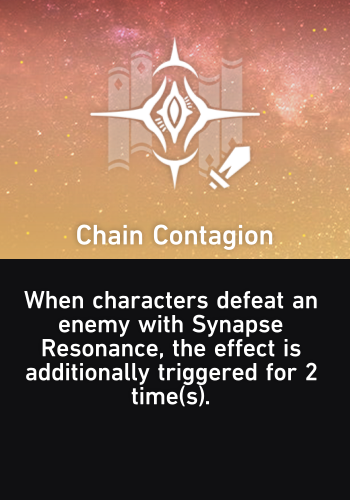 Chain Contagion
When characters defeat an
enemy with Synapse
Resonance, the effect is
additionally triggered for 2
time(s).